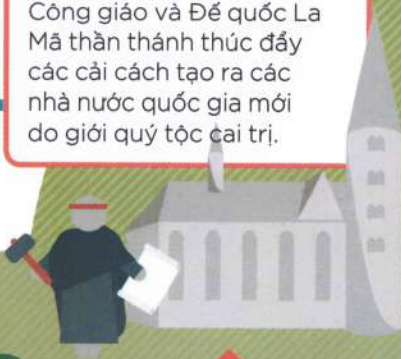 Công giáo và Đế quốc La
Mã thần thánh thúc đẩy
các cải cách tạo ra các
nhà nước quốc gia mới
do giới quý tộc cai trị.